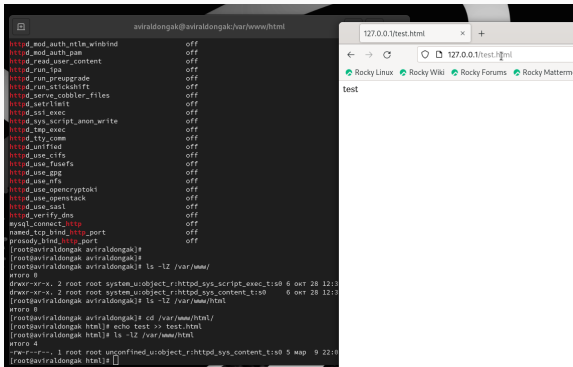 aviraldongak@aviraldongak:/var/www/html
httpd_mod_auth_ntlm_winbind off
httpd_mod_auth_pam off
httpd_read_user_content off
httpd_run_ipa off
httpd_run_preupgrade off
httpd_run_stickshift off
httpd_serve_cobbler_files off
httpd_setrlimit off
httpd_ssi_exec off
httpd_sys_script_anon_write off
httpd_tmp_exec off
httpd_tty_comm off
httpd_unified off
httpd_use_cifs off
httpd_use_fusefs off
httpd_use_gpg off
httpd_use_nfs off
httpd_use_opencryptoki off
httpd_use_openstack off
httpd_use_sasl off
httpd_verify_dns off
mysql_connect_http off
named_tcp_bind_http_port off
prosody_bind_http_port off
[root@aviraldongak aviraldongak]#
[root@aviraldongak aviraldongak]#
[root@aviraldongak aviraldongak]# ls -lZ /var/www/
итого 0
drwxr-xr-x. 2 root root system_u:object_r:httpd_sys_script_exec_t:s0 6 окт 28 12:3
drwxr-xr-x. 2 root root system_u:object_r:httpd_sys_content_t:s0 6 окт 28 12:3
[root@aviraldongak aviraldongak]# ls -lZ /var/www/html
итого 0
[root@aviraldongak aviraldongak]# cd /var/www/html/
[root@aviraldongak html]# echo test >> test.html
[root@aviraldongak html]# ls -lZ /var/www/html
итого 4
-rw-r--r--. 1 root root unconfined_u:object_r:httpd_sys_content_t:s0 5 мар 9 22:0
[root@aviraldongak html]#
127.0.0.1/test.html × +
127.0.0.1/test.html
Rocky Linux Rocky Wiki Rocky Forums Rocky Matterm
test